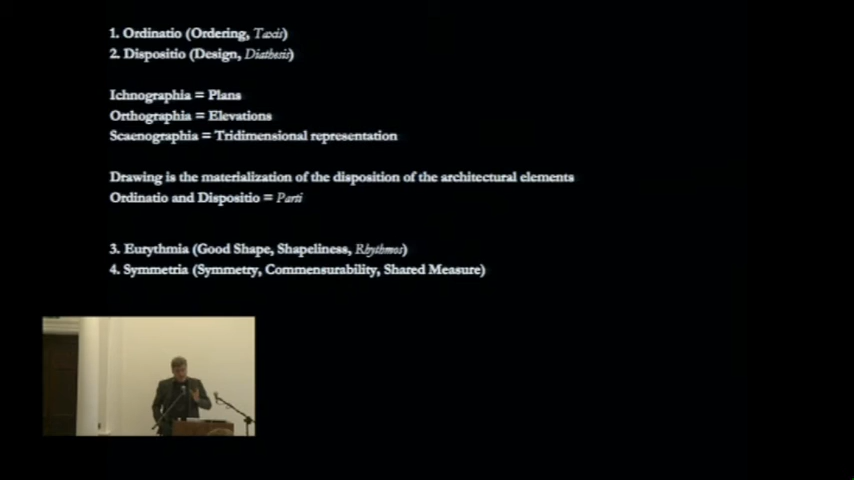 1. Ordinatio (Ordering, Taxis)
2. Dispositio (Design, Diathesis)
Ichnographia = Plans
Orthographia = Elevations
Scaenographia = Tridimensional representation
Drawing is the materialization of the disposition of the architectural elements
Ordinatio and Dispositio = Parti
3. Eurythmia (Good Shape, Shapeliness, Rhythmos)
4. Symmetria (Symmetry, Commensurability, Shared Measure)